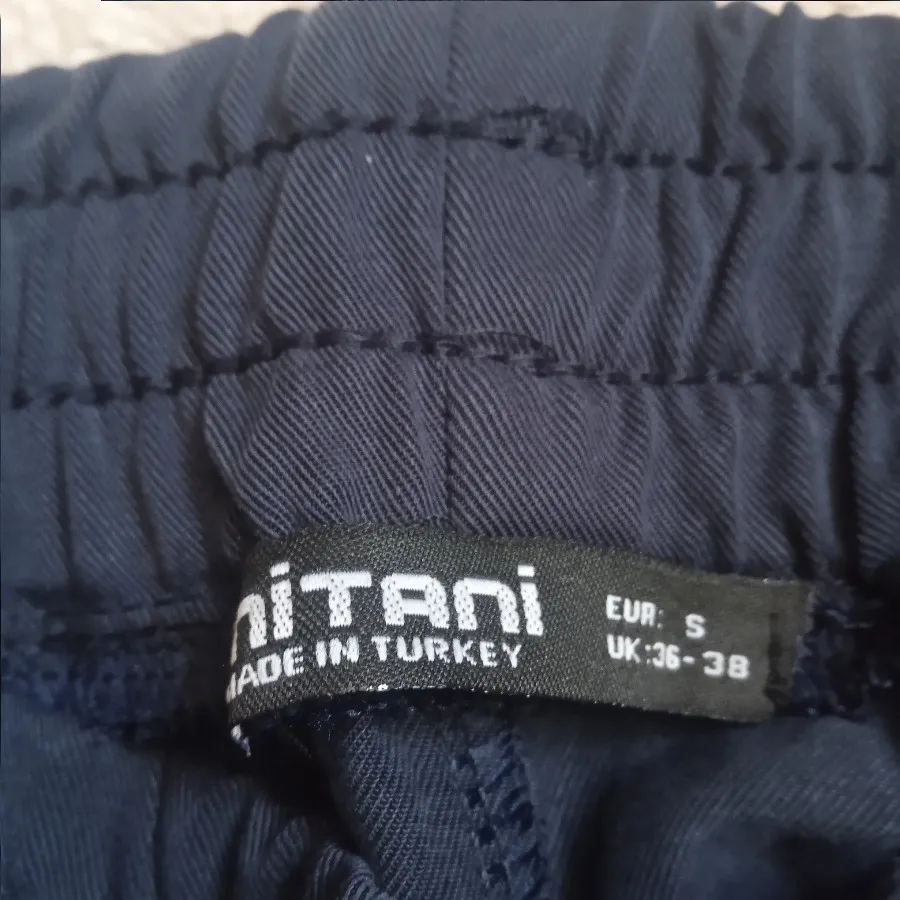 niTAni
MADE IN TURKEY
EUR: S
UK:36-38